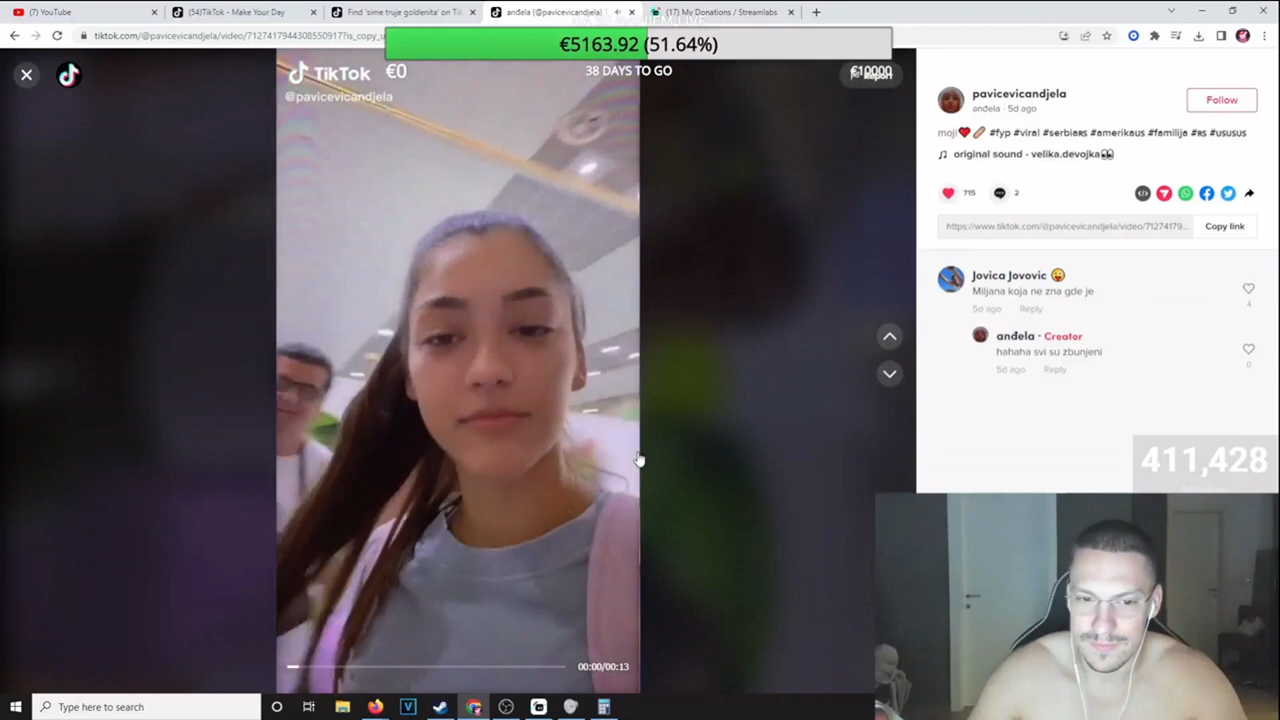 (7) YouTube
(54)TikTok - Make Your Day
Find 'sime truje goldenita' on Tik
anđela (@pavicevicandjela)
(17) My Donations / Streamlabs
tiktok.com/@pavicevicandjela/video/7127417944308550917?is_copy_u
€5163.92 (51.64%)
€0
38 DAYS TO GO
€10000
Report
TikTok
@pavicevicandjela
pavicevicandjela
anđela · 5d ago
Follow
moji❤️🩹 #fyp #viral #serbians #amerikaus #familija #rs #ususus
♫ original sound - velika.devojka👀
715
2
https://www.tiktok.com/@pavicevicandjela/video/71274179...
Copy link
Jovica Jovovic 😜
Miljana koja ne zna gde je
5d ago
Reply
4
anđela · Creator
hahaha svi su zbunjeni
5d ago
Reply
0
411,428
00:00/00:13
Type here to search